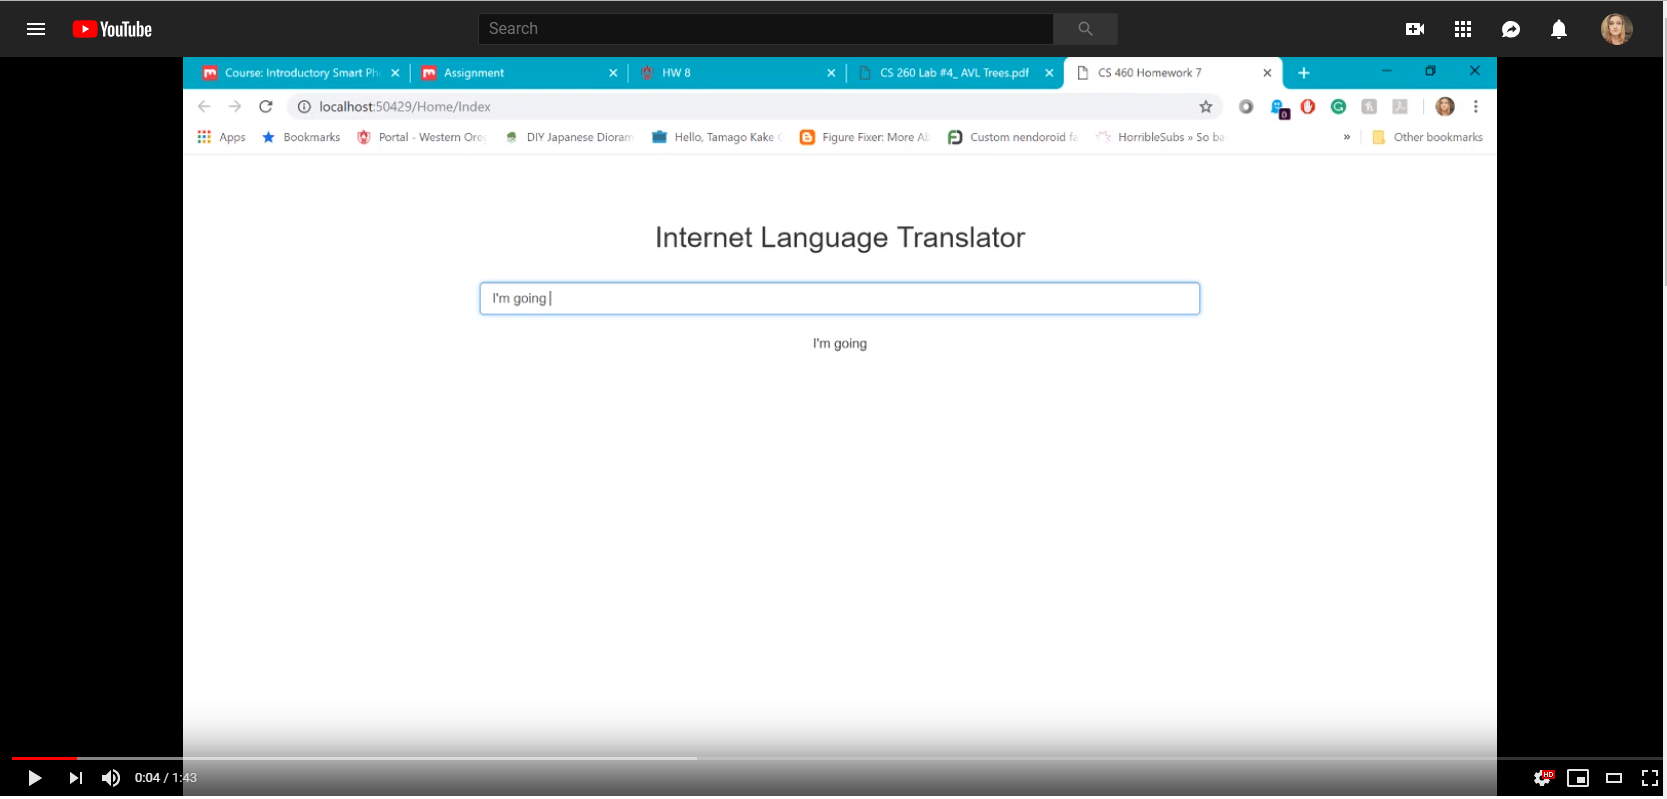 YouTube
Search
Course: Introductory Smart Ph
Assignment
HW 8
CS 260 Lab #4_ AVL Trees.pdf
CS 460 Homework 7
localhost:50429/Home/Index
0
Apps
Bookmarks
Portal - Western Ore
DIY Japanese Dioram
Hello, Tamago Kake
Figure Fixer: More Ab
Custom nendoroid fa
HorribleSubs » So ba
»
Other bookmarks
Internet Language Translator
I'm going
I'm going
0:04 / 1:43
HD